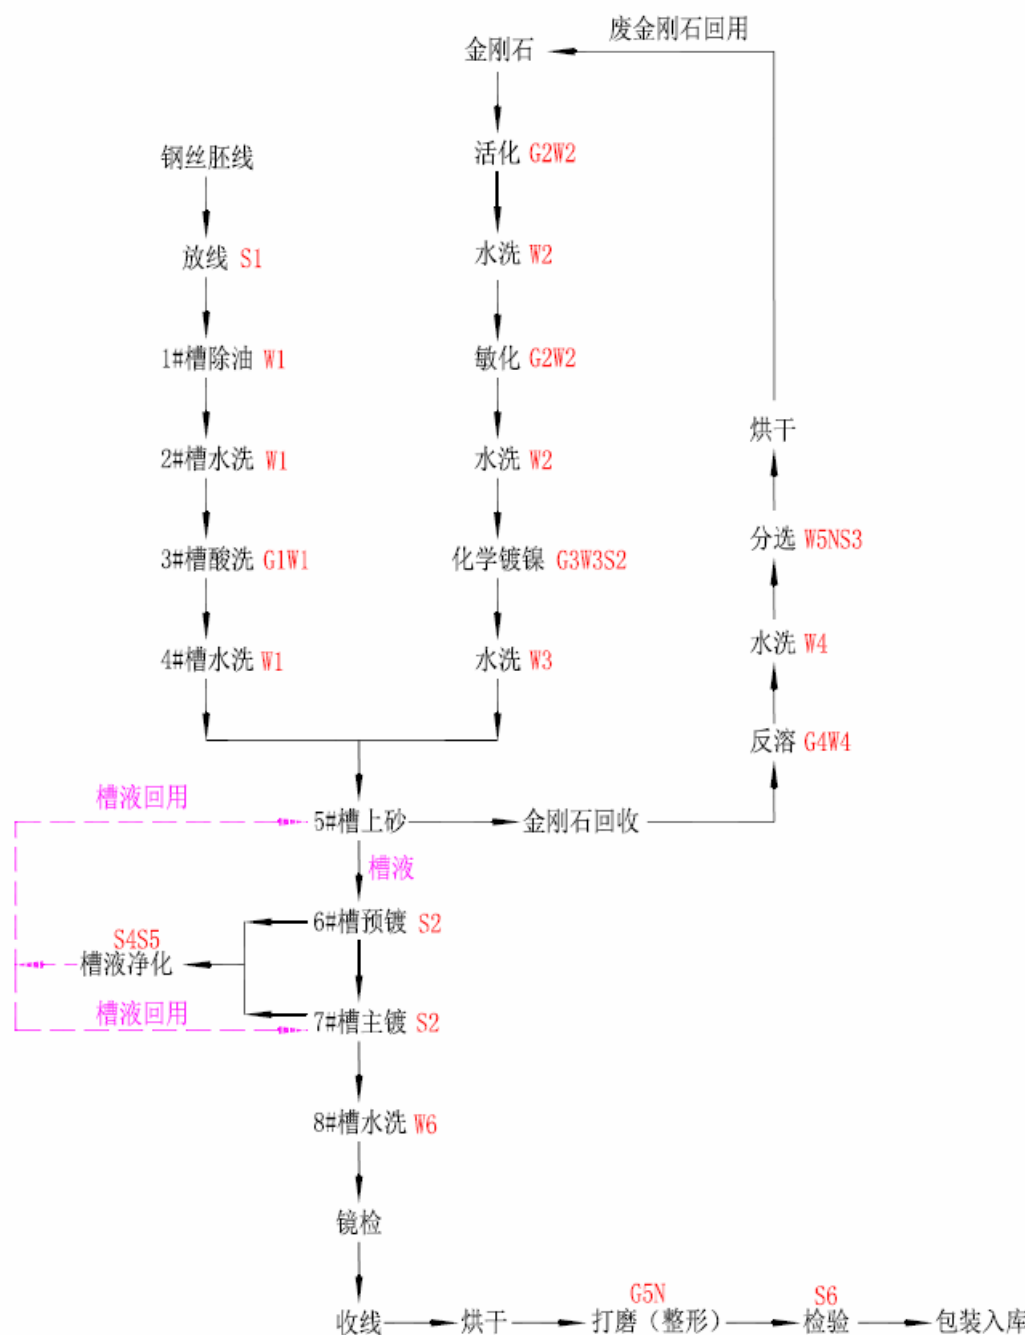 废金刚石回用
金刚石
钢丝胚线
活化 G2W2
放线 S1
水洗 W2
1#槽除油 W1
敏化 G2W2
烘干
2#槽水洗 W1
水洗 W2
分选 W5NS3
3#槽酸洗 G1W1
化学镀镍 G3W3S2
水洗 W4
4#槽水洗 W1
水洗 W3
反溶 G4W4
槽液回用
5#槽上砂
金刚石回收
槽液
6#槽预镀 S2
S4S5
槽液净化
槽液回用
7#槽主镀 S2
8#槽水洗 W6
镜检
G5N
S6
收线
烘干
打磨（整形）
检验
包装入库